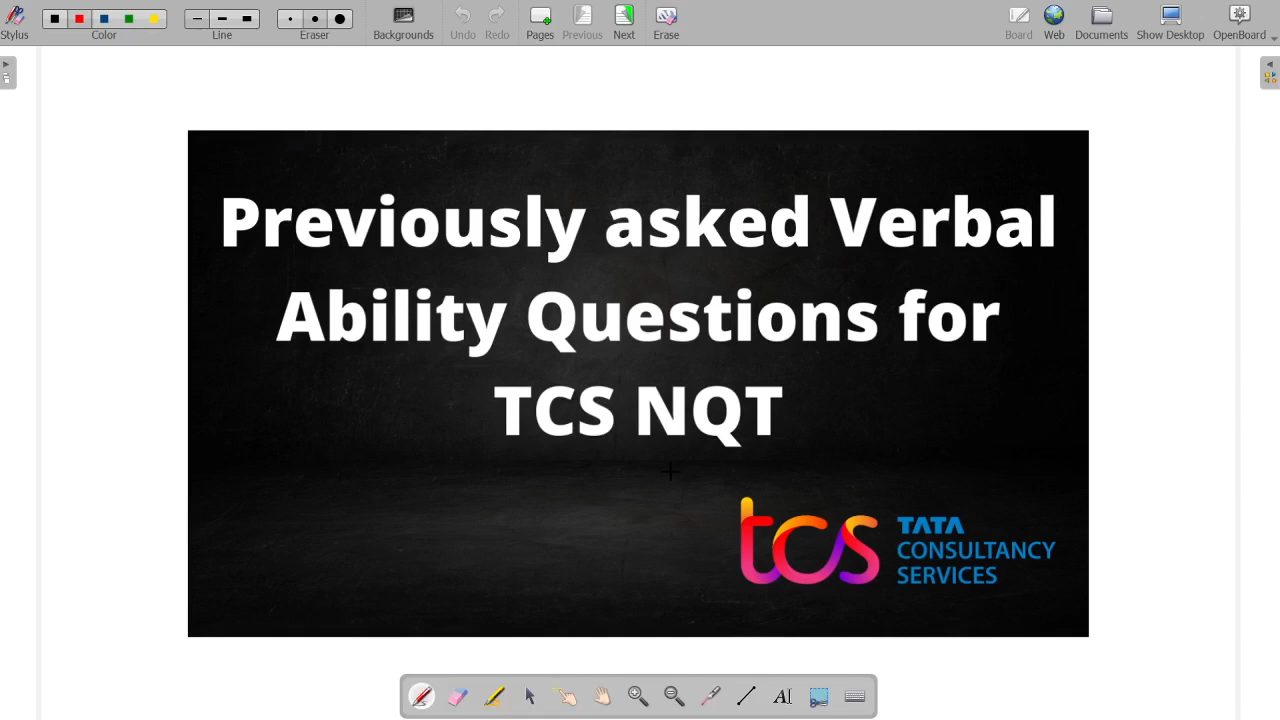 Stylus
Color
Line
Eraser
Backgrounds
Undo
Redo
Pages
Previous
Next
Erase
Board
Web
Documents
Show Desktop
OpenBoard
Previously asked Verbal
Ability Questions for
TCS NQT
tcs
TATA
CONSULTANCY
SERVICES
AI